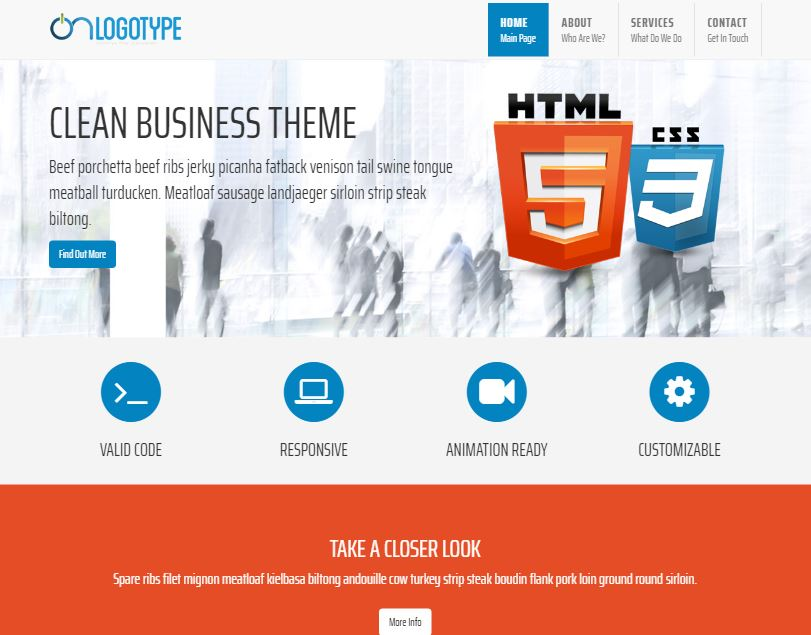 ON LOGOTYPE
HOME
Main Page
ABOUT
Who Are We?
SERVICES
What Do We Do
CONTACT
Get In Touch
CLEAN BUSINESS THEME
Beef porchetta beef ribs jerky picanha fatback venison tail swine tongue
meatball turducken. Meatloaf sausage landjaeger sirloin strip steak
biltong.
Find Out More
HTML
5
CSS
3
>_
VALID CODE
RESPONSIVE
ANIMATION READY
CUSTOMIZABLE
TAKE A CLOSER LOOK
Spare ribs filet mignon meatloaf kielbasa biltong andouille cow turkey strip steak boudin flank pork loin ground round sirloin.
More Info